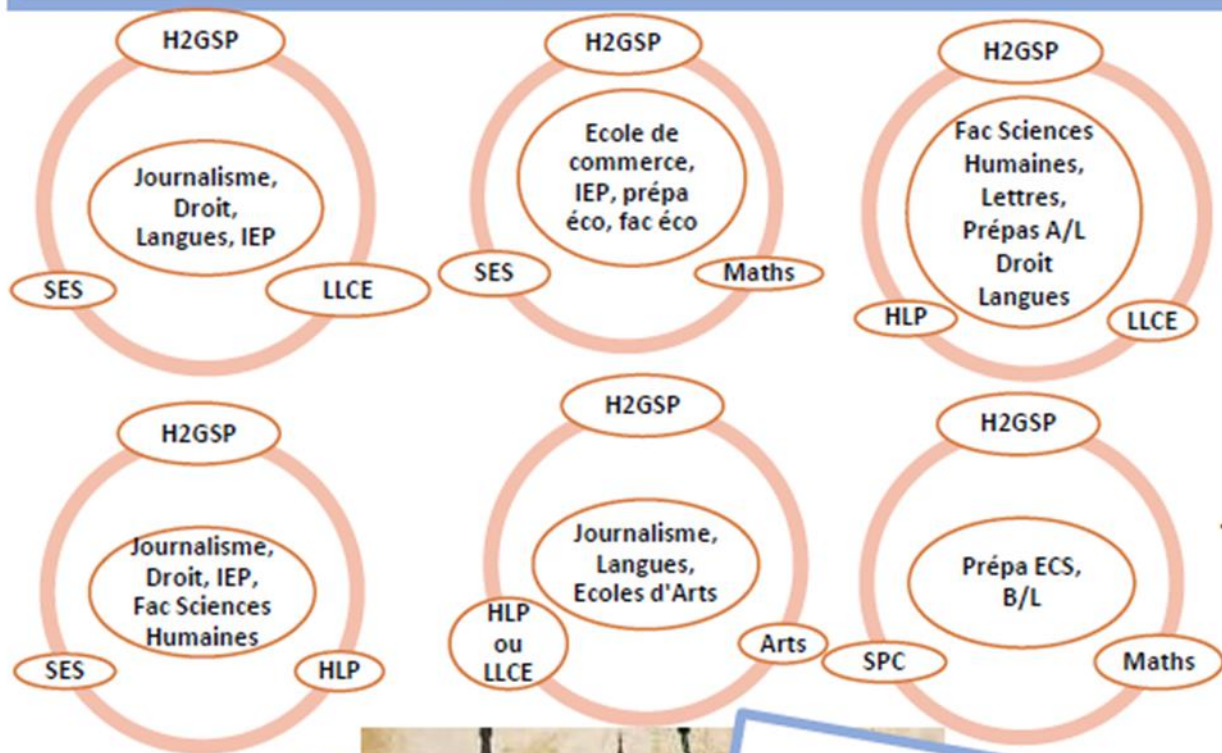 H2GSP
Journalisme,
Droit,
Langues, IEP
SES
LLCE
H2GSP
Ecole de
commerce,
IEP, prépa
éco, fac éco
SES
Maths
H2GSP
Fac Sciences
Humaines,
Lettres,
Prépas A/L
Droit
Langues
HLP
LLCE
H2GSP
Journalisme,
Droit, IEP,
Fac Sciences
Humaines
SES
HLP
H2GSP
Journalisme,
Langues,
Ecoles d'Arts
HLP
ou
LLCE
Arts
H2GSP
Prépa ECS,
B/L
SPC
Maths